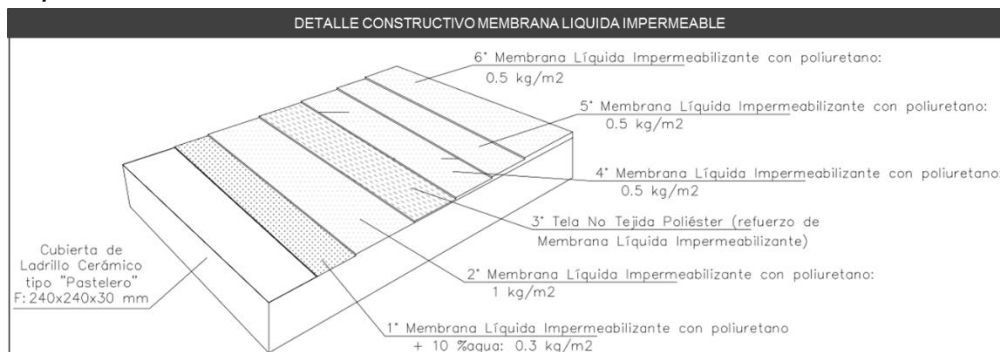 DETALLE CONSTRUCTIVO MEMBRANA LIQUIDA IMPERMEABLE
6° Membrana Líquida Impermeabilizante con poliuretano:
0.5 kg/m2
5° Membrana Líquida Impermeabilizante con poliuretano:
0.5 kg/m2
4° Membrana Líquida Impermeabilizante con poliuretano:
0.5 kg/m2
3° Tela No Tejida Poliéster (refuerzo de
Membrana Líquida Impermeabilizante)
2° Membrana Líquida Impermeabilizante con poliuretano:
1 kg/m2
1° Membrana Líquida Impermeabilizante con poliuretano
+ 10 %agua: 0.3 kg/m2
Cubierta de
Ladrillo Cerámico
tipo "Pastelero"
F: 240x240x30 mm